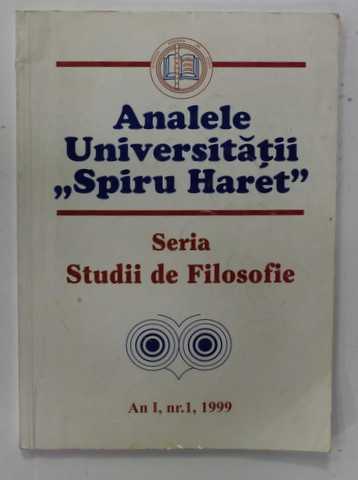 Analele
Universității
„Spiru Haret”
Seria
Studii de Filosofie
An I, nr.1, 1999